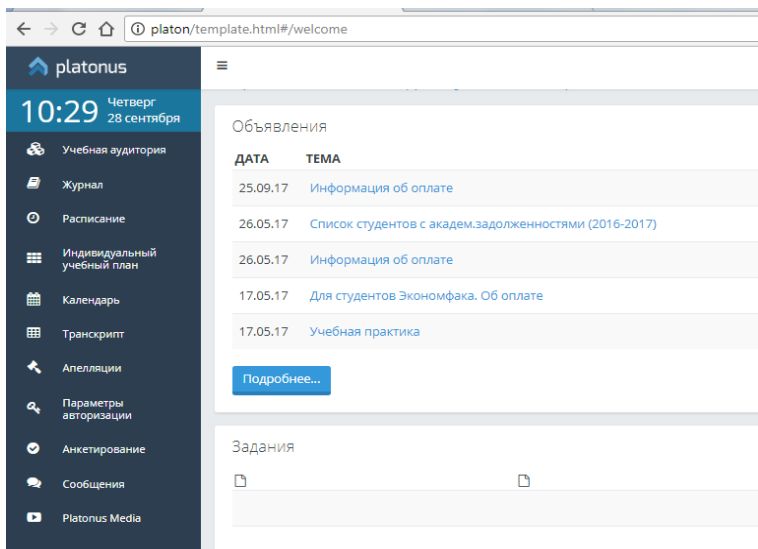 platon/template.html#/welcome
platonus
10:29 Четверг
28 сентября
Учебная аудитория
Журнал
Расписание
Индивидуальный
учебный план
Календарь
Транскрипт
Апелляции
Параметры
авторизации
Анкетирование
Сообщения
Platonus Media
Объявления
ДАТА ТЕМА
25.09.17 Информация об оплате
26.05.17 Список студентов с академ.задолженностями (2016-2017)
26.05.17 Информация об оплате
17.05.17 Для студентов Экономфака. Об оплате
17.05.17 Учебная практика
Подробнее...
Задания